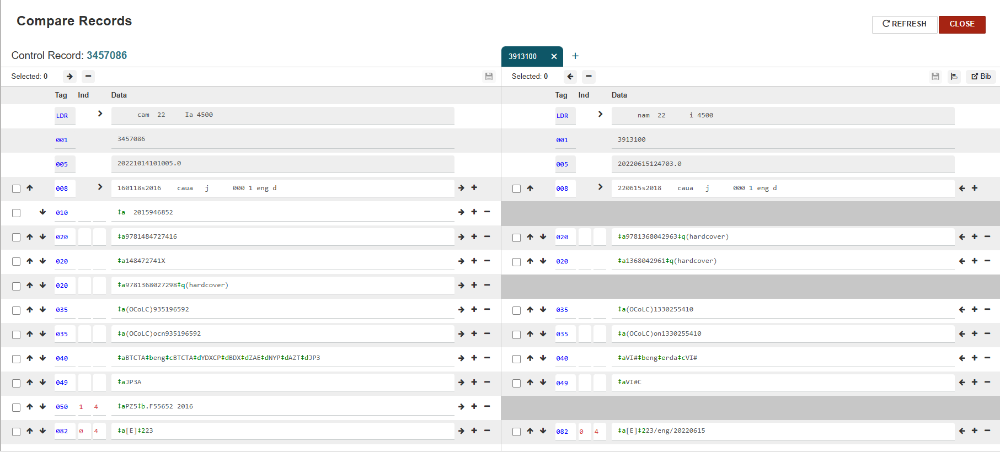 Compare Records
REFRESH CLOSE
Control Record: 3457086
3913100 × +
Selected: 0
Selected: 0 Bib
Tag Ind Data
Tag Ind Data
LDR cam 22 Ia 4500
LDR nam 22 i 4500
001 3457086
001 3913100
005 20221014101005.0
005 20220615124703.0
008 160118s2016 caua j 000 1 eng d
008 220615s2018 caua j 000 1 eng d
010 ‡a 2015946852
020 ‡a9781484727416
020 ‡a9781368042963‡q(hardcover)
020 ‡a148472741X
020 ‡a1368042961‡q(hardcover)
020 ‡a9781368027298‡q(hardcover)
035 ‡a(OCoLC)935196592
035 ‡a(OCoLC)1330255410
035 ‡a(OCoLC)ocn935196592
035 ‡a(OCoLC)on1330255410
040 ‡aBTCTA‡beng‡cBTCTA‡dYDXCP‡dBDX‡dZAE‡dNYP‡dAZT‡dJP3
040 ‡aVI#‡beng‡erda‡cVI#
049 ‡aJP3A
049 ‡aVI#C
050 1 4 ‡aPZ5‡b.F55652 2016
082 0 4 ‡a[E]‡223
082 0 4 ‡a[E]‡223/eng/20220615